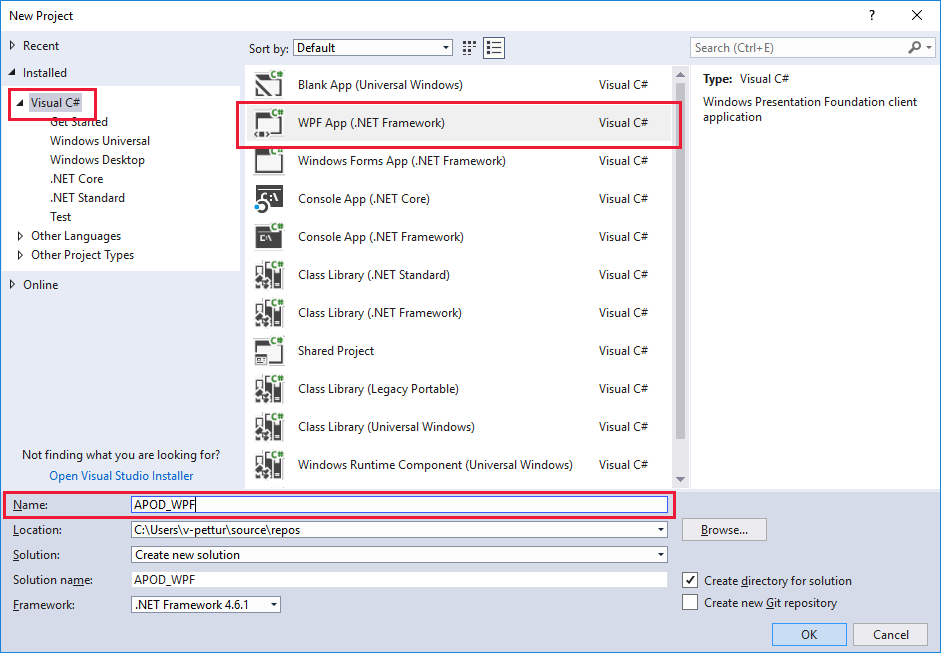 New Project
?
Recent
Installed
Visual C#
Get Started
Windows Universal
Windows Desktop
.NET Core
.NET Standard
Test
Other Languages
Other Project Types
Online
Not finding what you are looking for?
Open Visual Studio Installer
Sort by: Default
Blank App (Universal Windows) Visual C#
WPF App (.NET Framework) Visual C#
Windows Forms App (.NET Framework) Visual C#
Console App (.NET Core) Visual C#
Console App (.NET Framework) Visual C#
Class Library (.NET Standard) Visual C#
Class Library (.NET Framework) Visual C#
Shared Project Visual C#
Class Library (Legacy Portable) Visual C#
Class Library (Universal Windows) Visual C#
Windows Runtime Component (Universal Windows) Visual C#
Search (Ctrl+E)
Type: Visual C#
Windows Presentation Foundation client
application
Name: APOD_WPF
Location: C:\Users\v-pettur\source\repos
Browse...
Solution: Create new solution
Solution name: APOD_WPF
Create directory for solution
Framework: .NET Framework 4.6.1
Create new Git repository
OK Cancel